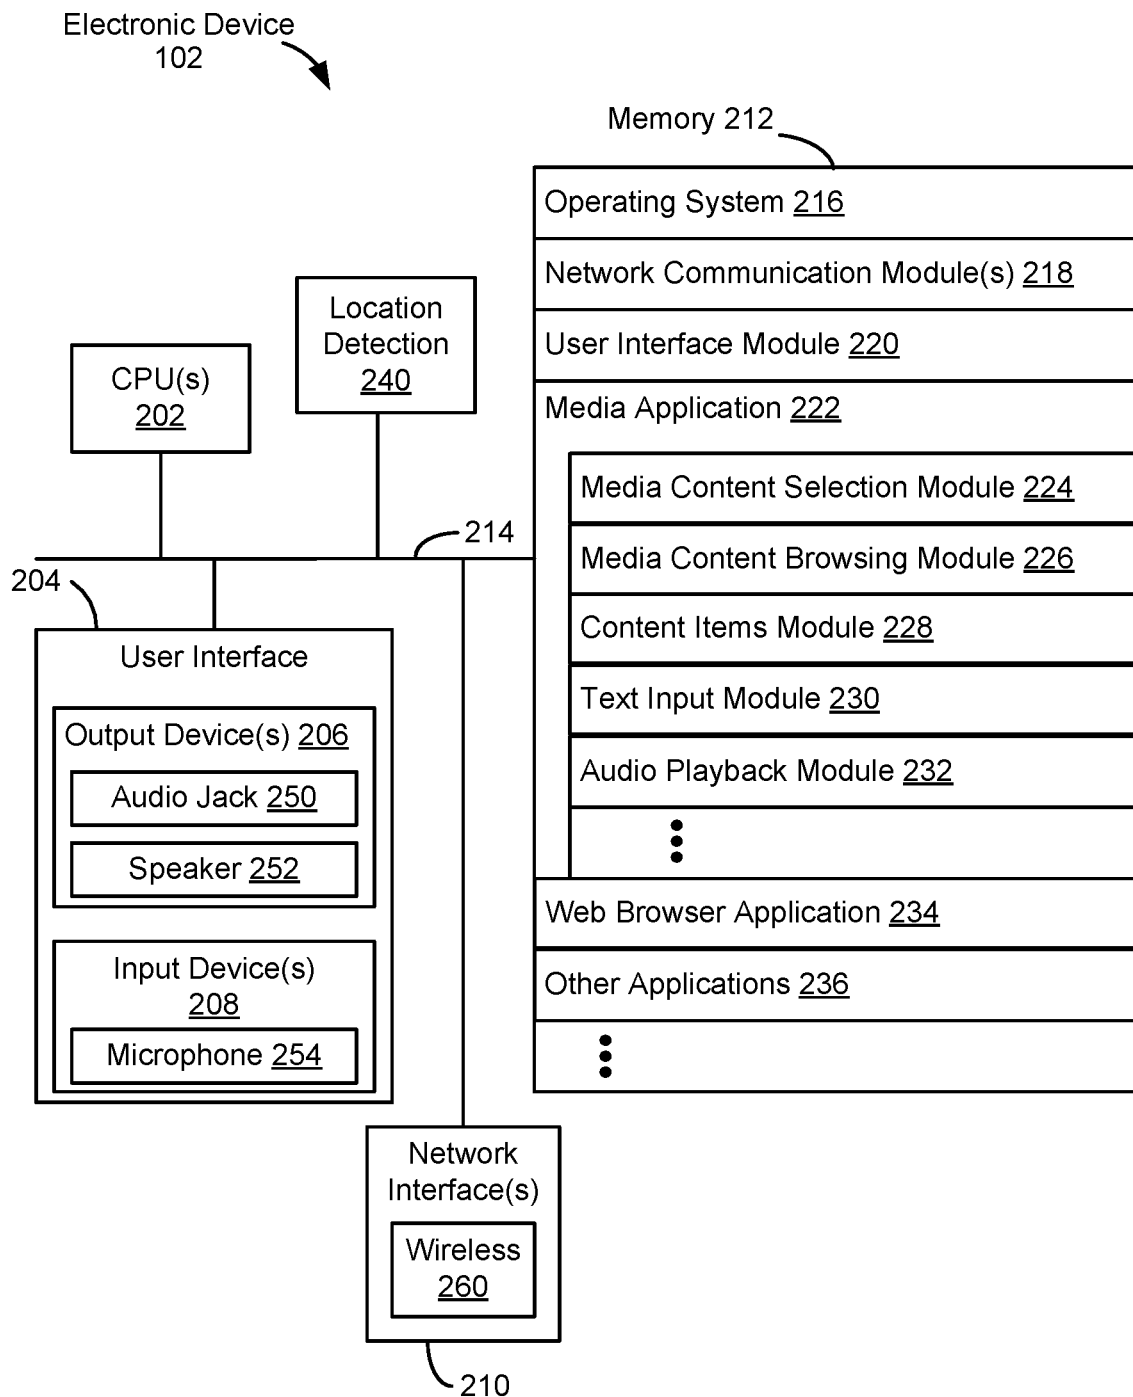 Electronic Device
102
Memory 212
Operating System 216
Network Communication Module(s) 218
User Interface Module 220
Media Application 222
Media Content Selection Module 224
Media Content Browsing Module 226
Content Items Module 228
Text Input Module 230
Audio Playback Module 232
Web Browser Application 234
Other Applications 236
Location
Detection
240
CPU(s)
202
214
204
User Interface
Output Device(s) 206
Audio Jack 250
Speaker 252
Input Device(s)
208
Microphone 254
Network
Interface(s)
Wireless
260
210